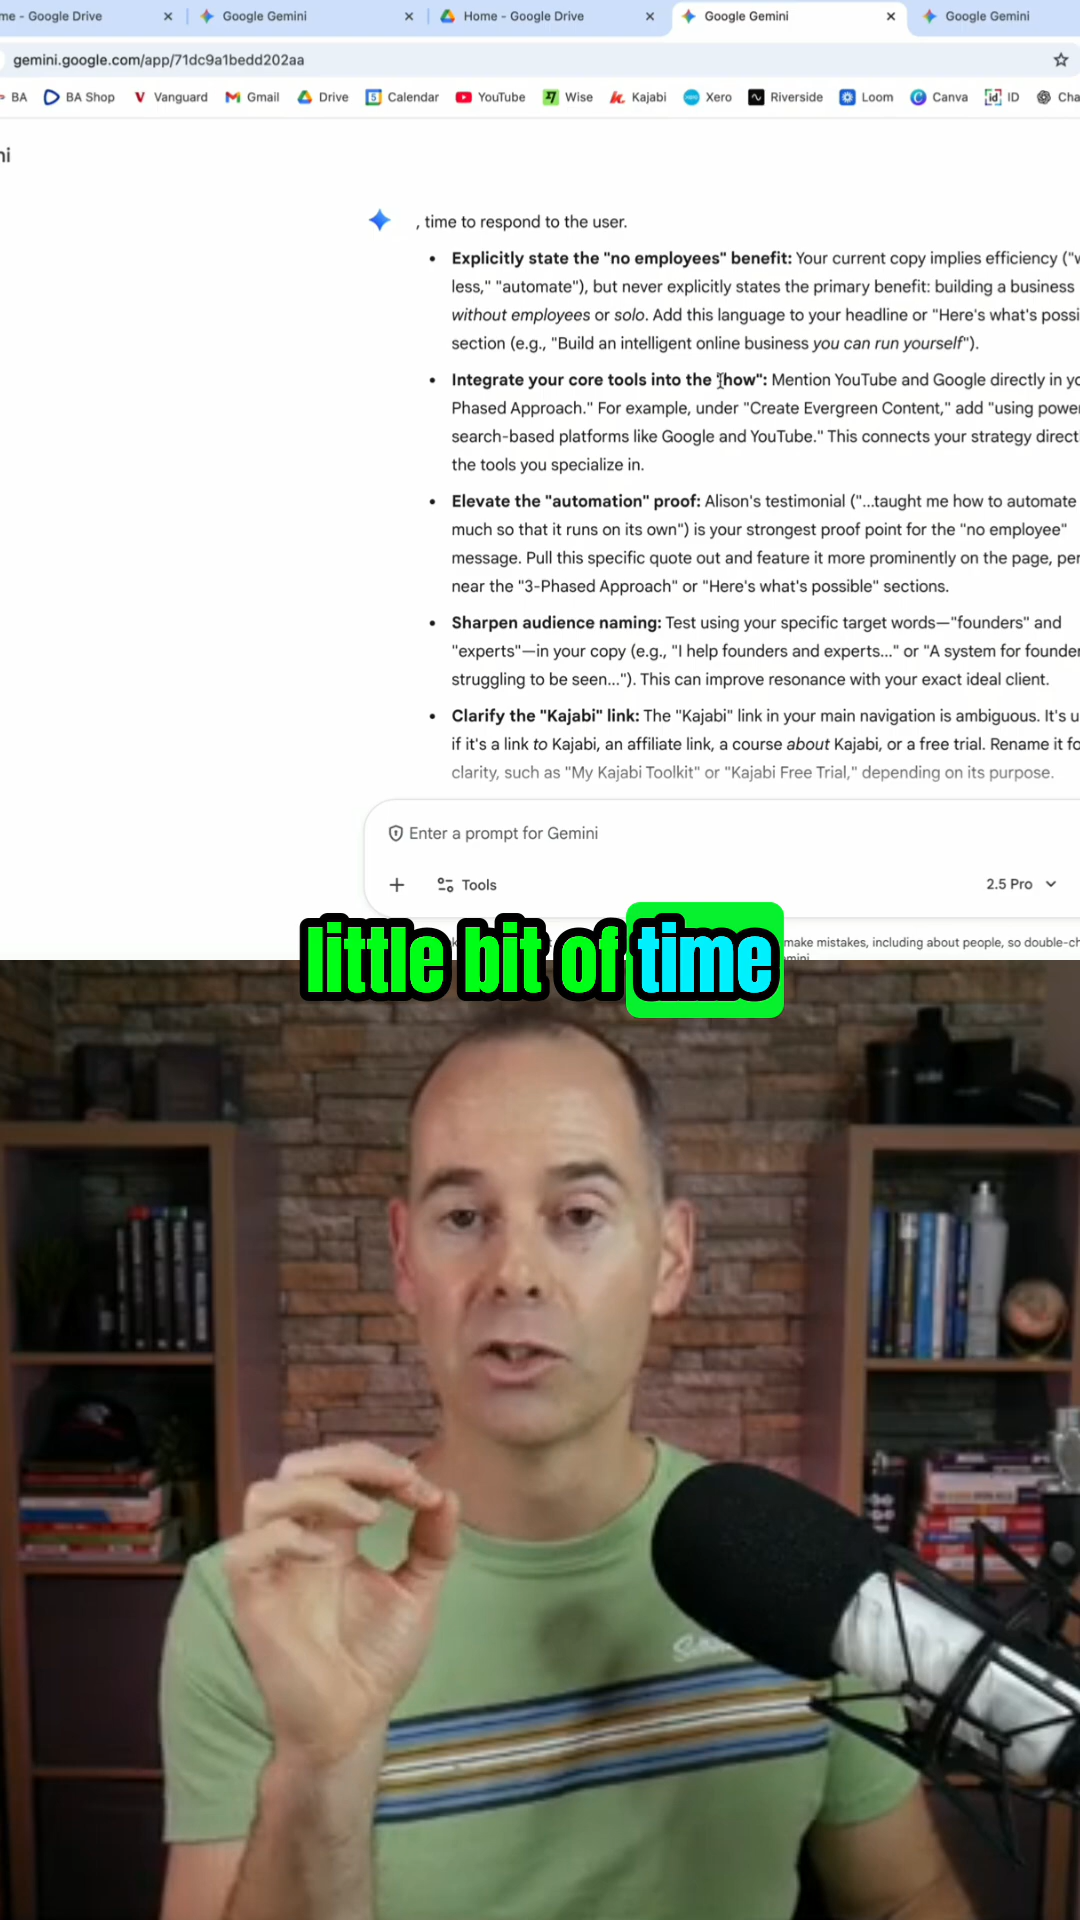 me - Google Drive
Google Gemini
Home - Google Drive
Google Gemini
Google Gemini
gemini.google.com/app/71dc9a1bedd202aa
BA
BA Shop
Vanguard
Gmail
Drive
5 Calendar
YouTube
Wise
Kajabi
xero Xero
Riverside
Loom
Canva
id ID
Cha
ni
, time to respond to the user.
• Explicitly state the "no employees" benefit: Your current copy implies efficiency ("v
less," "automate"), but never explicitly states the primary benefit: building a business
without employees or solo. Add this language to your headline or "Here's what's possi
section (e.g., "Build an intelligent online business you can run yourself").
• Integrate your core tools into the "how": Mention YouTube and Google directly in yo
Phased Approach." For example, under "Create Evergreen Content," add "using power
search-based platforms like Google and YouTube." This connects your strategy directl
the tools you specialize in.
• Elevate the "automation" proof: Alison's testimonial ("...taught me how to automate
much so that it runs on its own") is your strongest proof point for the "no employee"
message. Pull this specific quote out and feature it more prominently on the page, per
near the "3-Phased Approach" or "Here's what's possible" sections.
• Sharpen audience naming: Test using your specific target words—"founders" and
"experts"—in your copy (e.g., "I help founders and experts..." or "A system for founder
struggling to be seen..."). This can improve resonance with your exact ideal client.
• Clarify the "Kajabi" link: The "Kajabi" link in your main navigation is ambiguous. It's u
if it's a link to Kajabi, an affiliate link, a course about Kajabi, or a free trial. Rename it fo
clarity, such as "My Kajabi Toolkit" or "Kajabi Free Trial," depending on its purpose.
Enter a prompt for Gemini
Tools
2.5 Pro
make mistakes, including about people, so double-ch
little bit of time